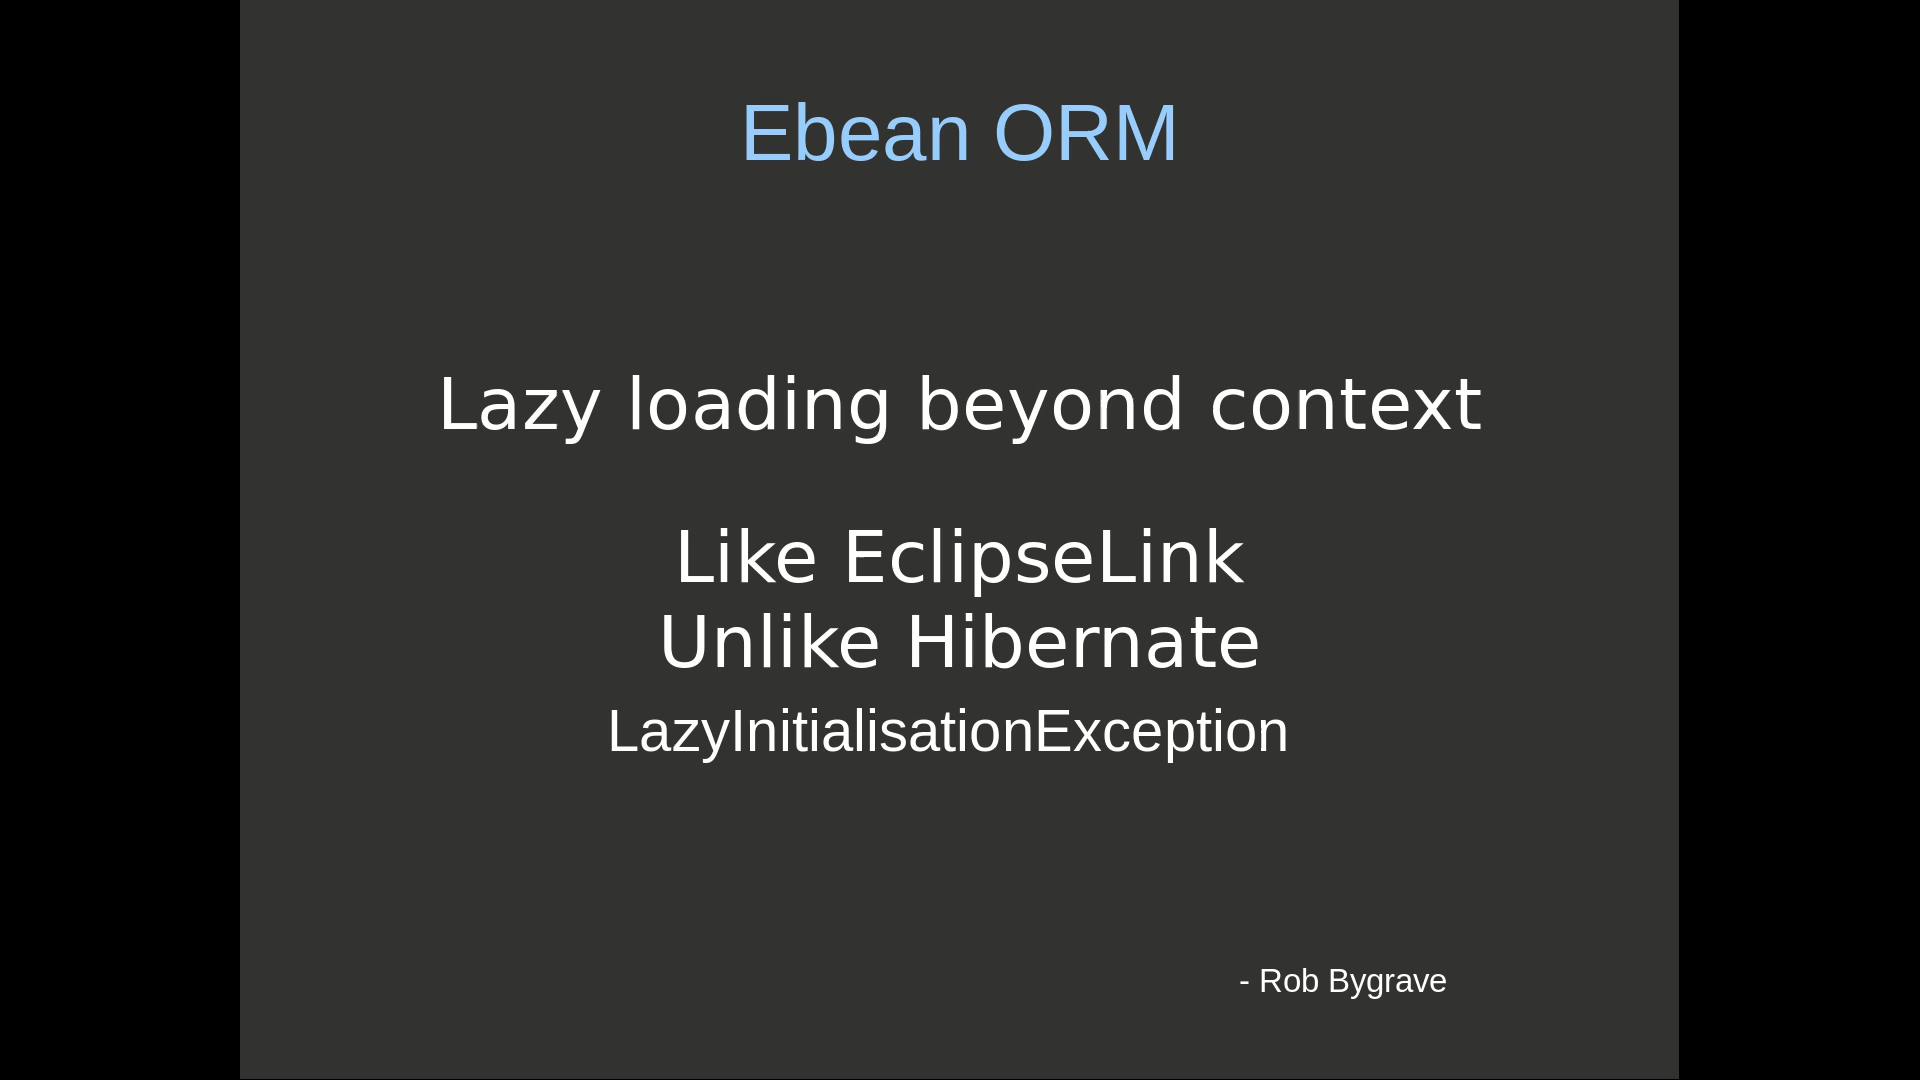 Ebean ORM
Lazy loading beyond context
Like EclipseLink
Unlike Hibernate
LazyInitialisationException
- Rob Bygrave